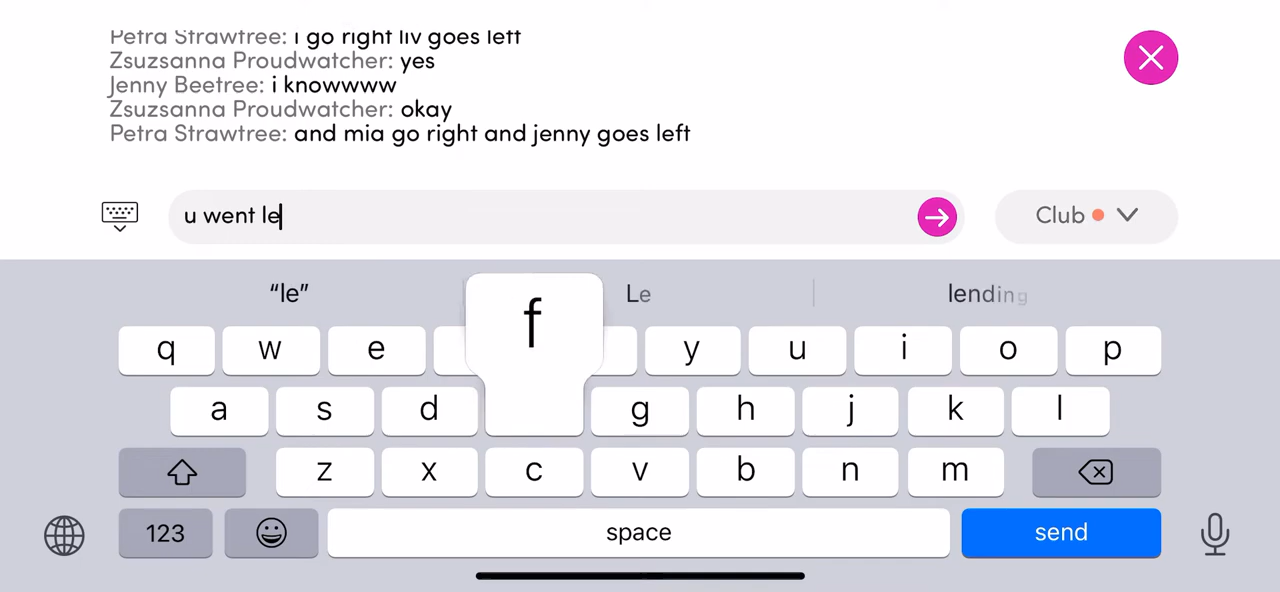 Petra Strawtree: i go right liv goes left
Zsuzsanna Proudwatcher: yes
Jenny Beetree: i knowwww
Zsuzsanna Proudwatcher: okay
Petra Strawtree: and mia go right and jenny goes left
u went le
Club
“le” Le lending
f
q w e y u i o p
a s d g h j k l
z x c v b n m
123 space send